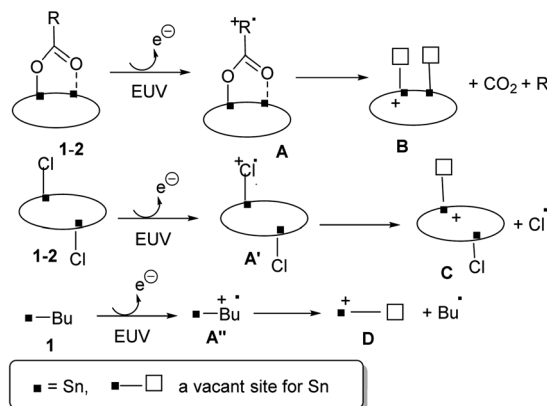 R
O
O
1-2
e⊖
EUV
+R•
O
O
A
+
B
+ CO2 + R
Cl
Cl
1-2
e⊖
EUV
+Cl•
Cl
A'
+
Cl
C
+ Cl•
■—Bu
1
e⊖
EUV
■—Bu+•
A''
+
D
+ Bu•
■ = Sn, ■—□ a vacant site for Sn